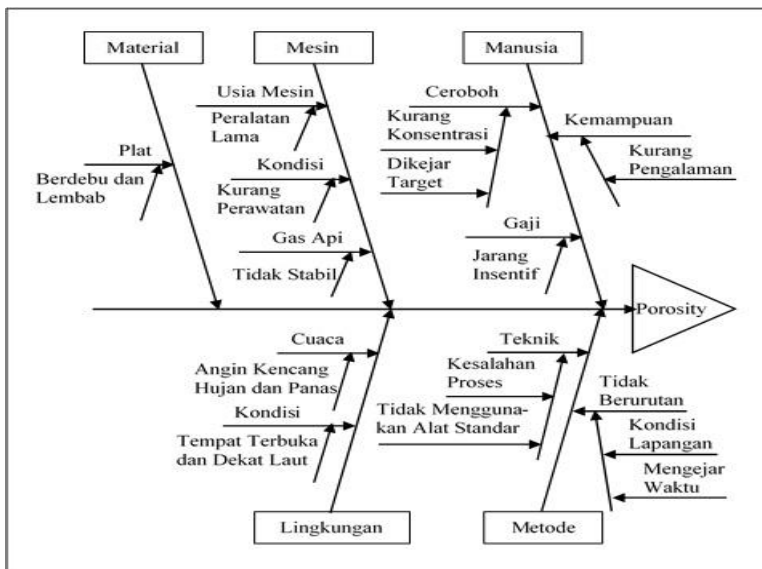 Material
Mesin
Manusia
Usia Mesin
Peralatan
Lama
Ceroboh
Kurang
Konsentrasi
Dikejar
Target
Kemampuan
Kurang
Pengalaman
Plat
Berdebu dan
Lembab
Kondisi
Kurang
Perawatan
Gas Api
Tidak Stabil
Gaji
Jarang
Insentif
Porosity
Cuaca
Angin Kencang
Hujan dan Panas
Kondisi
Tempat Terbuka
dan Dekat Laut
Teknik
Kesalahan
Proses
Tidak Mengguna-
kan Alat Standar
Tidak
Berurutan
Kondisi
Lapangan
Mengejar
Waktu
Lingkungan
Metode